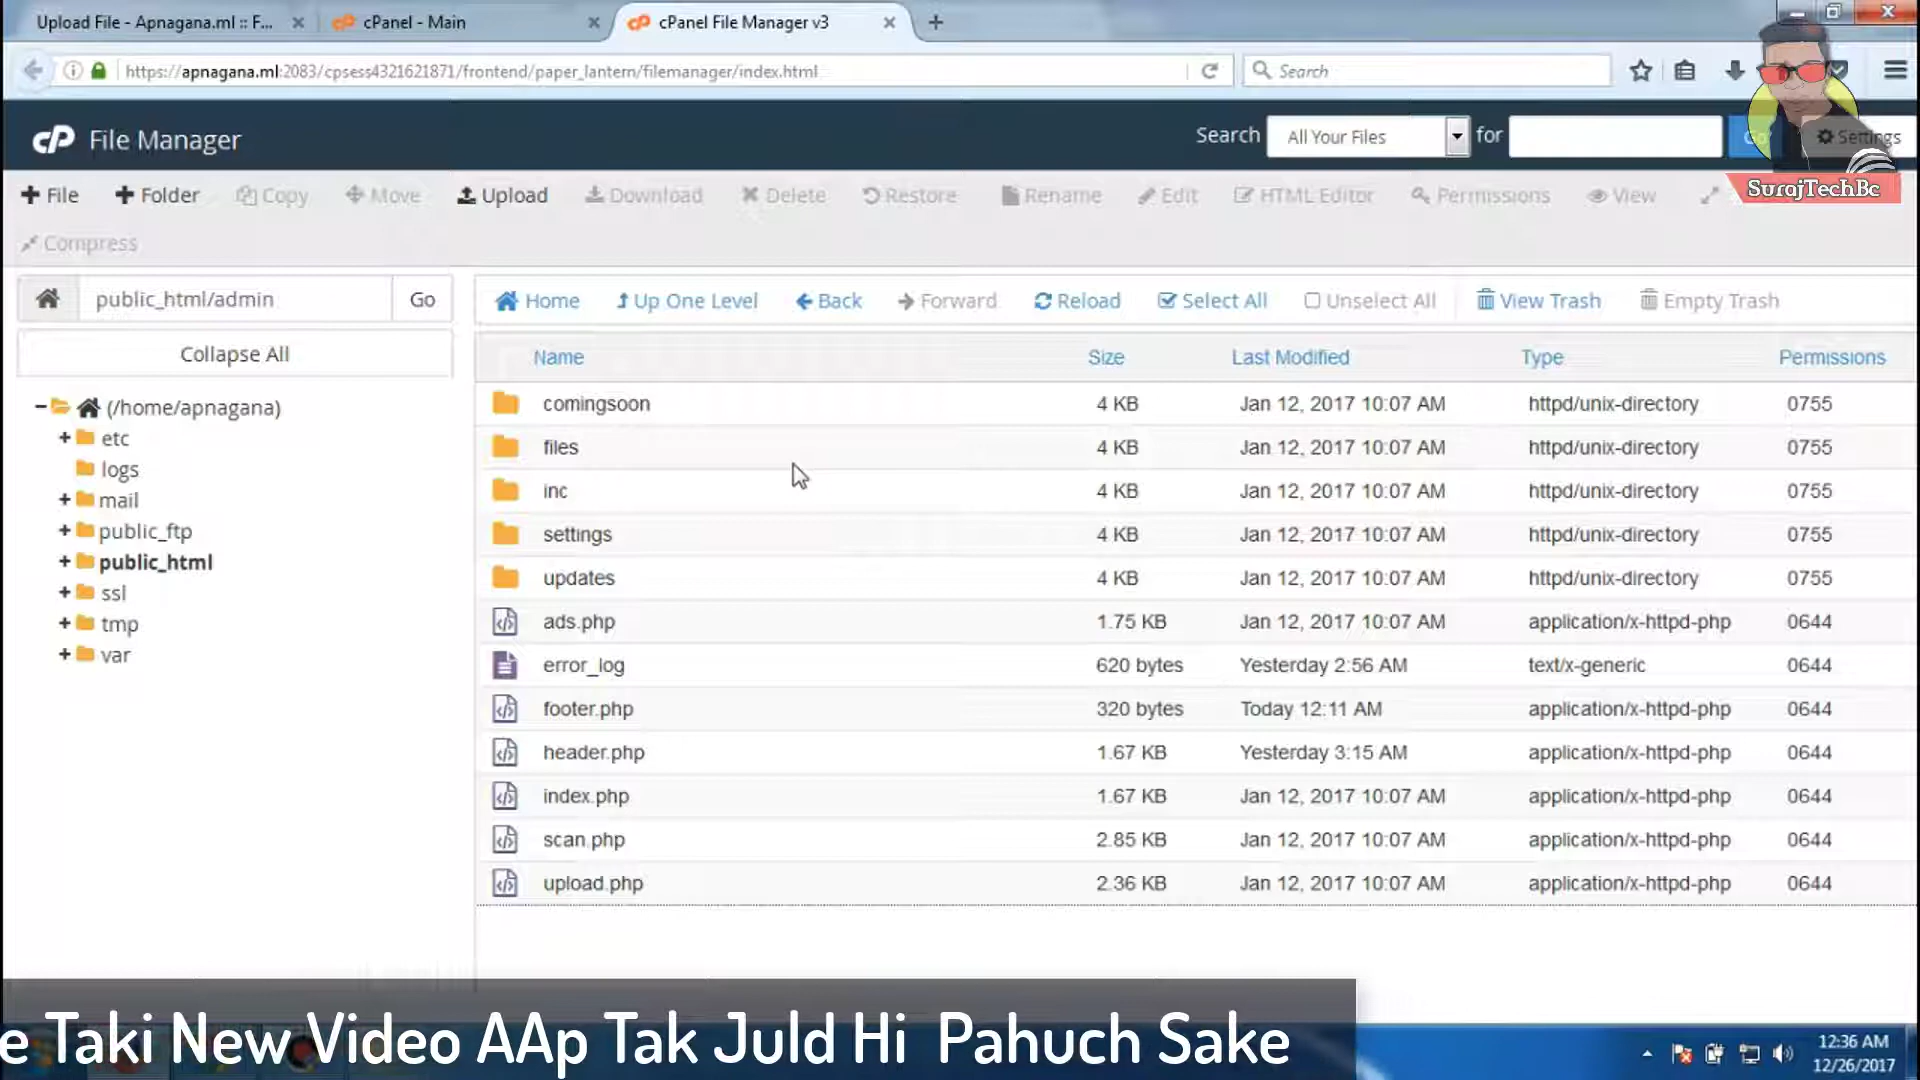 Upload File - Apnagana.ml :: F...
cPanel - Main
cPanel File Manager v3
https://apnagana.ml:2083/cpsess4321621871/frontend/paper_lantern/filemanager/index.html
Search
cP File Manager
Search All Your Files for Go Settings
File Folder Copy Move Upload Download Delete Restore Rename Edit HTML Editor Permissions View
SurajTechBc
Compress
public_html/admin Go
Home Up One Level Back Forward Reload Select All Unselect All View Trash Empty Trash
Collapse All
(/home/apnagana)
etc
logs
mail
public_ftp
public_html
ssl
tmp
var
Name Size Last Modified Type Permissions
comingsoon 4 KB Jan 12, 2017 10:07 AM httpd/unix-directory 0755
files 4 KB Jan 12, 2017 10:07 AM httpd/unix-directory 0755
inc 4 KB Jan 12, 2017 10:07 AM httpd/unix-directory 0755
settings 4 KB Jan 12, 2017 10:07 AM httpd/unix-directory 0755
updates 4 KB Jan 12, 2017 10:07 AM httpd/unix-directory 0755
ads.php 1.75 KB Jan 12, 2017 10:07 AM application/x-httpd-php 0644
error_log 620 bytes Yesterday 2:56 AM text/x-generic 0644
footer.php 320 bytes Today 12:11 AM application/x-httpd-php 0644
header.php 1.67 KB Yesterday 3:15 AM application/x-httpd-php 0644
index.php 1.67 KB Jan 12, 2017 10:07 AM application/x-httpd-php 0644
scan.php 2.85 KB Jan 12, 2017 10:07 AM application/x-httpd-php 0644
upload.php 2.36 KB Jan 12, 2017 10:07 AM application/x-httpd-php 0644
e Taki New Video AAp Tak Juld Hi Pahuch Sake
12:36 AM
12/26/2017